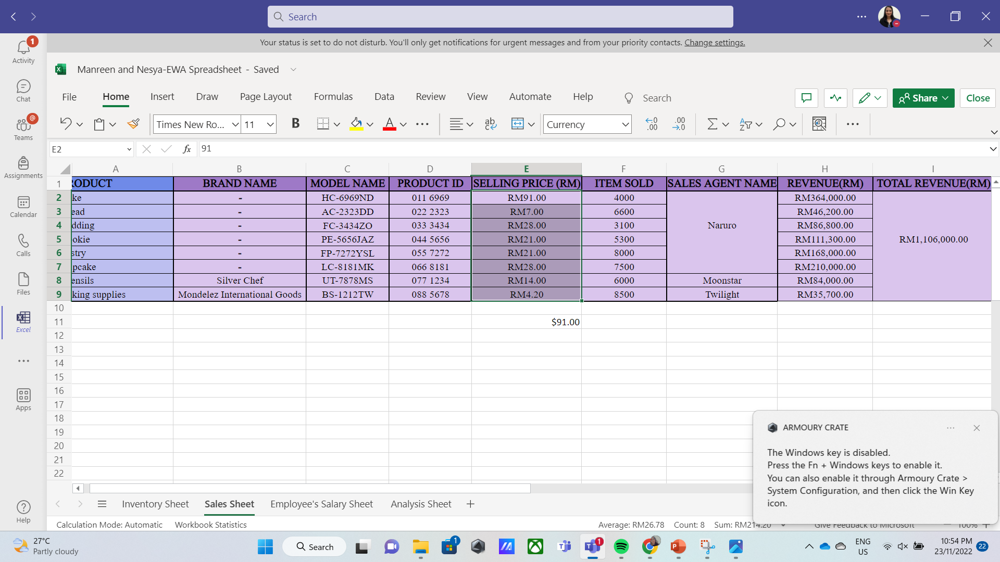 Search
Your status is set to do not disturb. You'll only get notifications for urgent messages and from your priority contacts. Change settings.
1
Activity
Chat
@
Teams
Assignments
Calendar
Calls
Files
Excel
Apps
Help
Manreen and Nesya-EWA Spreadsheet - Saved
File Home Insert Draw Page Layout Formulas Data Review View Automate Help Search Share Close
Times New Ro... 11 B A ab Currency
E2 fx 91
A B C D E F G H I
1 RODUCT BRAND NAME MODEL NAME PRODUCT ID SELLING PRICE (RM) ITEM SOLD SALES AGENT NAME REVENUE(RM) TOTAL REVENUE(RM)
2 ke - HC-6969ND 011 6969 RM91.00 4000 RM364,000.00
3 ead - AC-2323DD 022 2323 RM7.00 6600 RM46,200.00
4 dding - FC-3434ZO 033 3434 RM28.00 3100 Naruro RM86,800.00
5 okie - PE-5656JAZ 044 5656 RM21.00 5300 RM111,300.00 RM1,106,000.00
6 stry - FP-7272YSL 055 7272 RM21.00 8000 RM168,000.00
7 pcake - LC-8181MK 066 8181 RM28.00 7500 RM210,000.00
8 ensils Silver Chef UT-7878MS 077 1234 RM14.00 6000 Moonstar RM84,000.00
9 king supplies Mondelez International Goods BS-1212TW 088 5678 RM4.20 8500 Twilight RM35,700.00
10
11 $91.00
12
13
14
15
16
17
18
19
20
21
22
ARMOURY CRATE
The Windows key is disabled.
Press the Fn + Windows keys to enable it.
You can also enable it through Armoury Crate >
System Configuration, and then click the Win Key
icon.
Inventory Sheet Sales Sheet Employee's Salary Sheet Analysis Sheet
Calculation Mode: Automatic Workbook Statistics Average: RM26.78 Count: 8 Sum: RM214.20 Give Feedback to Microsoft 100%
27°C
Partly cloudy
Search
1
1
ENG
US
10:54 PM
23/11/2022
22